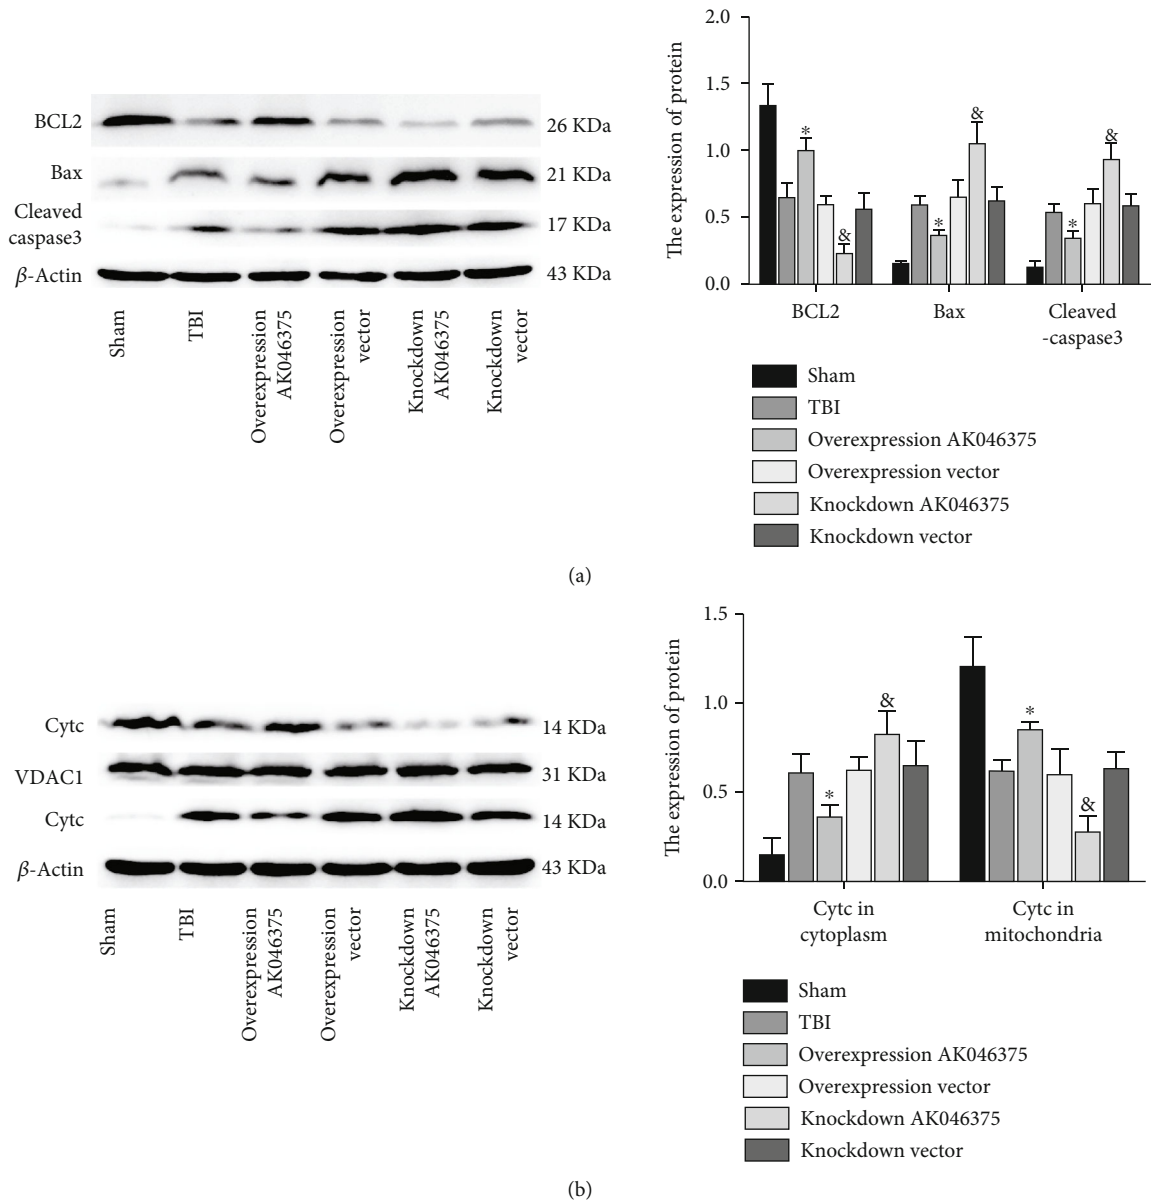 BCL2
26 KDa
Bax
21 KDa
Cleaved
caspase3
17 KDa
β-Actin
43 KDa
Sham
TBI
Overexpression
AK046375
Overexpression
vector
Knockdown
AK046375
Knockdown
vector
The expression of protein
2.0
1.5
1.0
0.5
0.0
*
&
*
&
*
&
BCL2
Bax
Cleaved
-caspase3
Sham
TBI
Overexpression AK046375
Overexpression vector
Knockdown AK046375
Knockdown vector
(a)
Cytc
14 KDa
VDAC1
31 KDa
Cytc
14 KDa
β-Actin
43 KDa
Sham
TBI
Overexpression
AK046375
Overexpression
vector
Knockdown
AK046375
Knockdown
vector
The expression of protein
1.5
1.0
0.5
0.0
*
&
*
&
Cytc in
cytoplasm
Cytc in
mitochondria
Sham
TBI
Overexpression AK046375
Overexpression vector
Knockdown AK046375
Knockdown vector
(b)